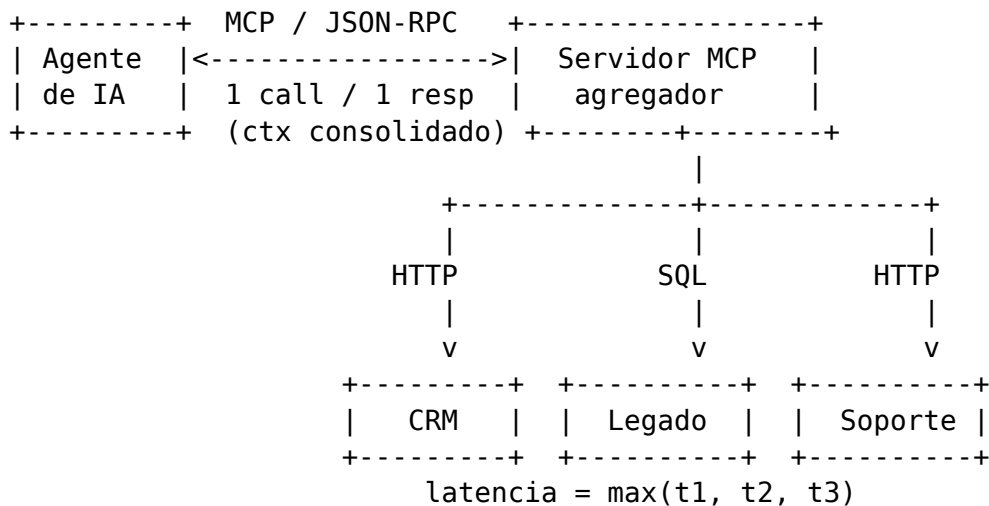 MCP / JSON-RPC
Agente Servidor MCP
de IA 1 call / 1 resp agregador
(ctx consolidado)
HTTP SQL HTTP
CRM Legado Soporte
latencia = max(t1, t2, t3)